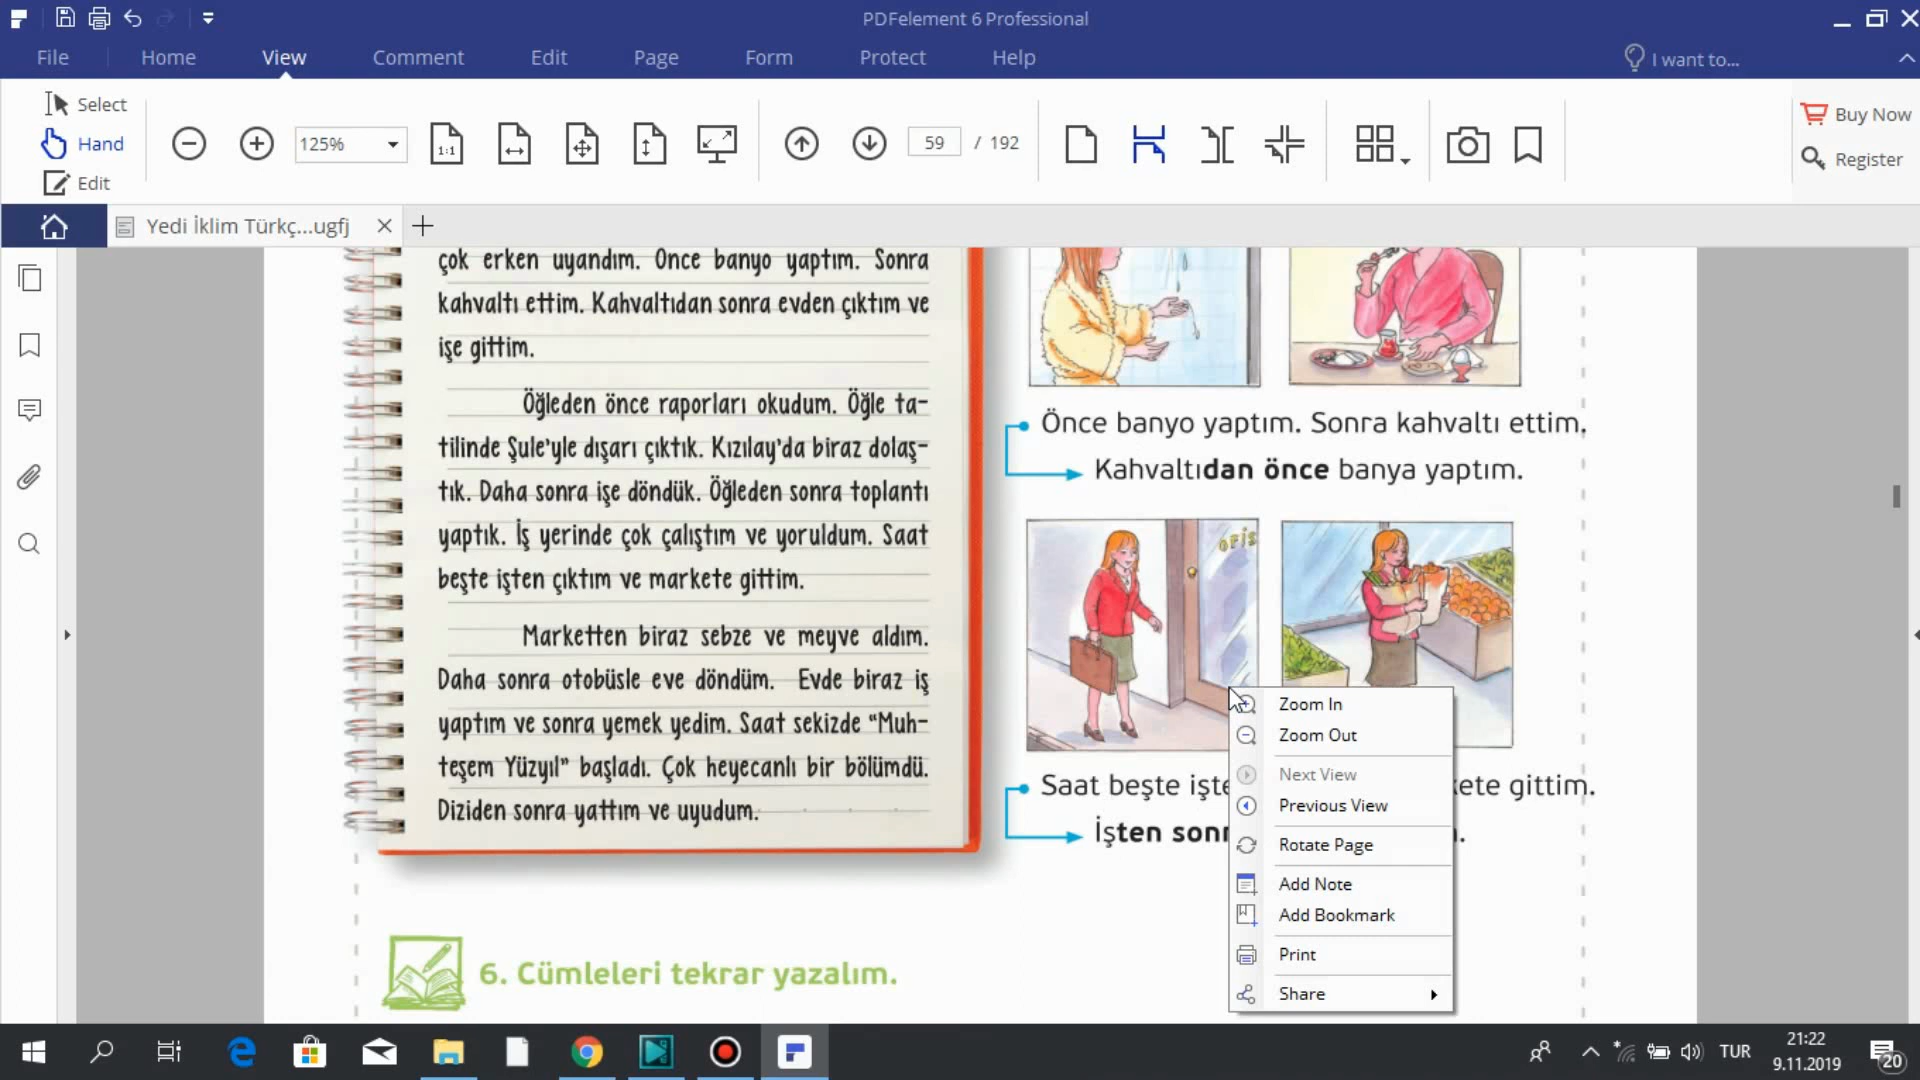 PDFelement 6 Professional
File Home View Comment Edit Page Form Protect Help I want to...
Select
Hand
Edit
125%
1:1
59 / 192
Buy Now
Register
Yedi İklim Türkç...ugfj
çok erken uyandım. Önce banyo yaptım. Sonra
kahvaltı ettim. Kahvaltıdan sonra evden çıktım ve
işe gittim.
Öğleden önce raporları okudum. Öğle ta-
tilinde Şule'yle dışarı çıktık. Kızılay'da biraz dolaş-
tık. Daha sonra işe döndük. Öğleden sonra toplantı
yaptık. İş yerinde çok çalıştım ve yoruldum. Saat
beşte işten çıktım ve markete gittim.
Marketten biraz sebze ve meyve aldım.
Daha sonra otobüsle eve döndüm. Evde biraz iş
yaptım ve sonra yemek yedim. Saat sekizde “Muh-
teşem Yüzyıl” başladı. Çok heyecanlı bir bölümdü.
Diziden sonra yattım ve uyudum.
Önce banyo yaptım. Sonra kahvaltı ettim.
Kahvaltıdan önce banya yaptım.
OFİS
Saat beşte işte
kete gittim.
İşten sonr
Zoom In
Zoom Out
Next View
Previous View
Rotate Page
Add Note
Add Bookmark
Print
Share
6. Cümleleri tekrar yazalım.
TUR
21:22
9.11.2019
20